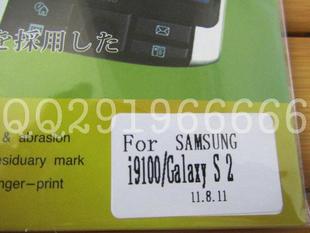 を採用した
QQ291966666
& abrasion
esiduary mark
nger-print
For SAMSUNG
i9100/Galaxy S 2
11.8.11